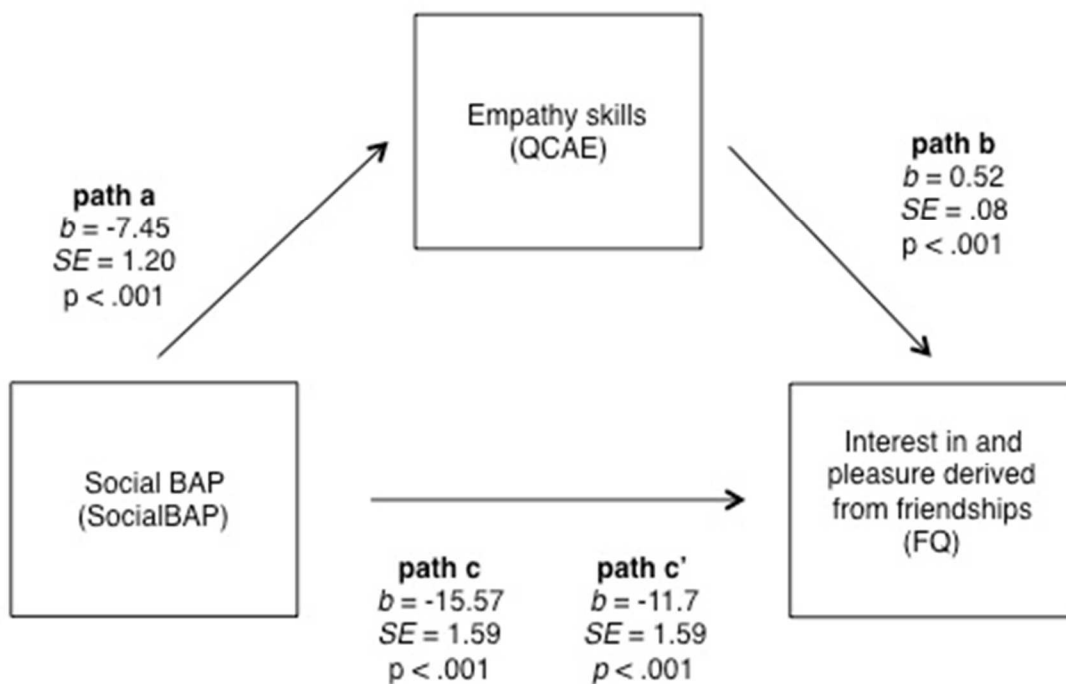 Empathy skills
(QCAE)
path a
b = -7.45
SE = 1.20
p < .001
path b
b = 0.52
SE = .08
p < .001
Social BAP
(SocialBAP)
Interest in and
pleasure derived
from friendships
(FQ)
path c
b = -15.57
SE = 1.59
p < .001
path c’
b = -11.7
SE = 1.59
p < .001